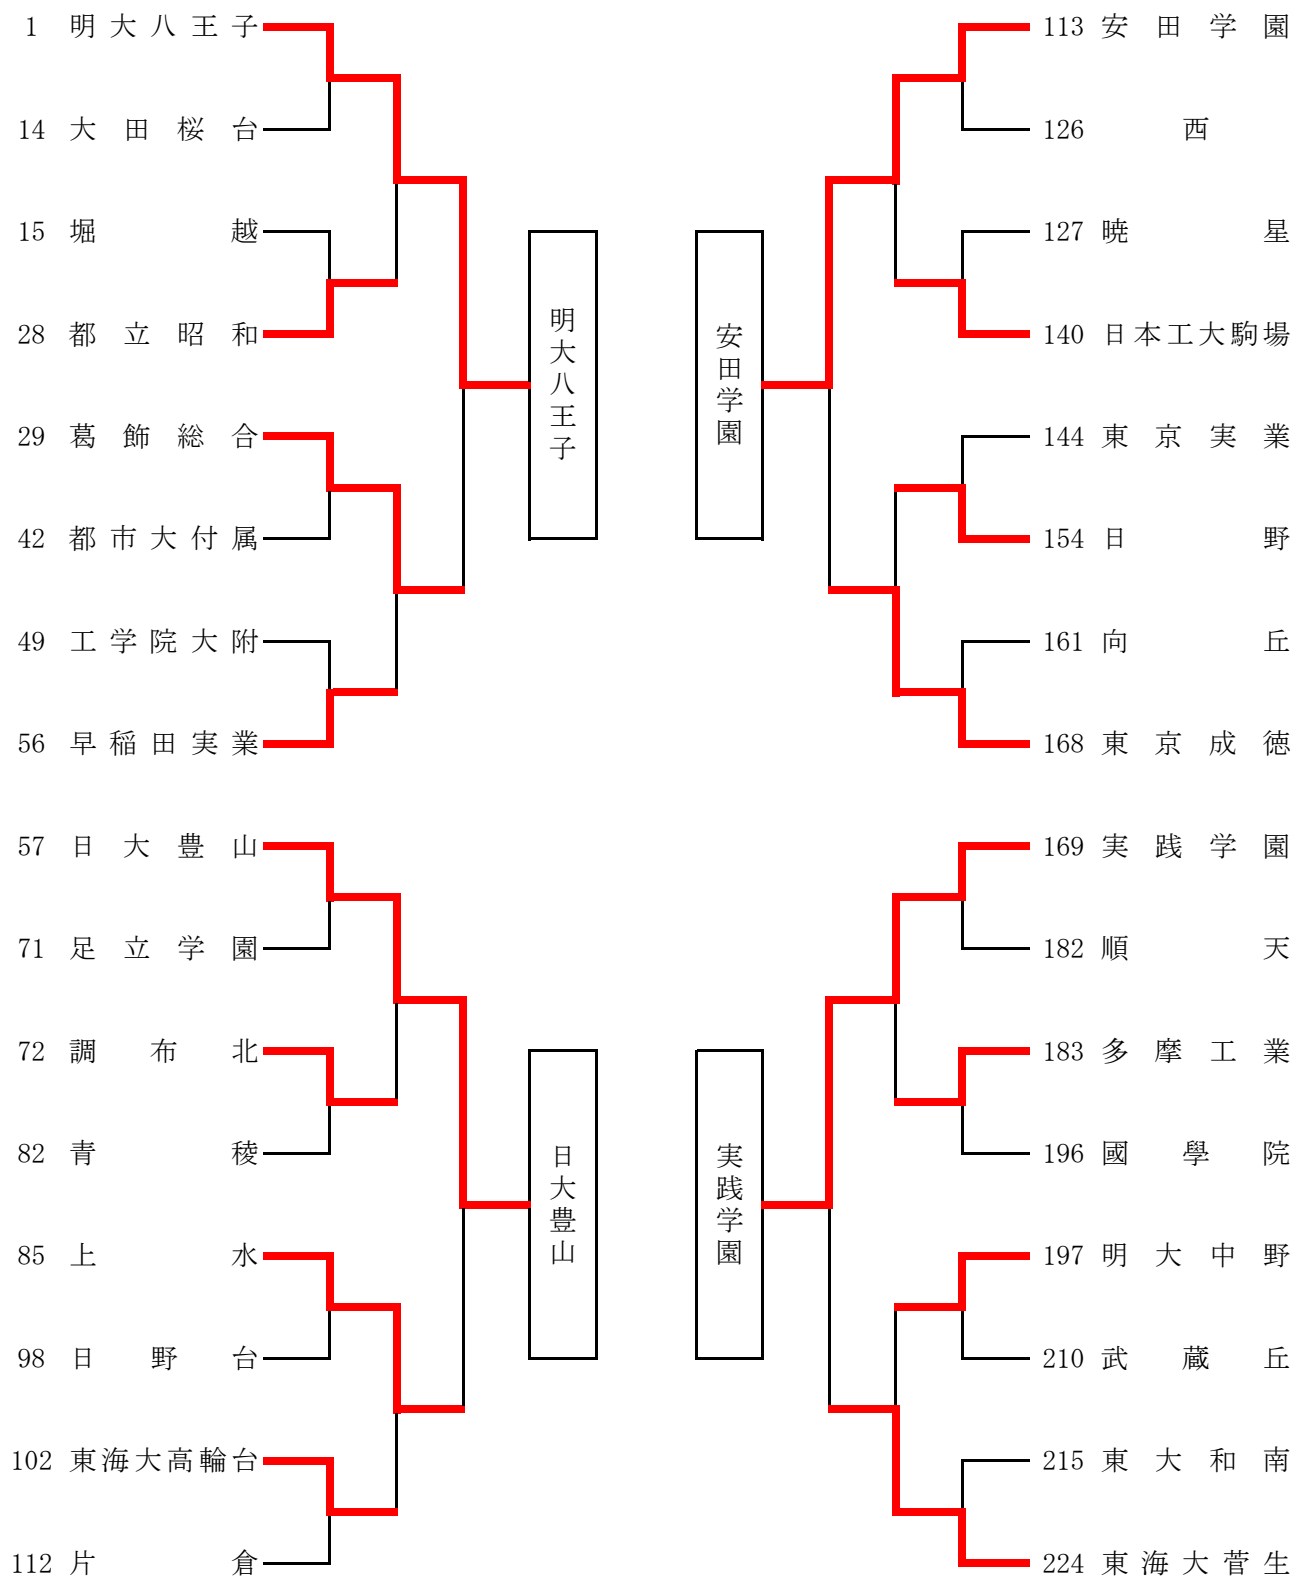 1 明大八王子
14 大田桜台
15 堀越
28 都立昭和
29 葛飾総合
42 都市大付属
49 工学院大附
56 早稲田実業
57 日大豊山
71 足立学園
72 調布北
82 青稜
85 上水
98 日野台
102 東海大高輪台
112 片倉
明大八王子
日大豊山
安田学園
実践学園
113 安田学園
126 西
127 暁星
140 日本工大駒場
144 東京実業
154 日野
161 向丘
168 東京成徳
169 実践学園
182 順天
183 多摩工業
196 國學院
197 明大中野
210 武蔵丘
215 東大和南
224 東海大菅生